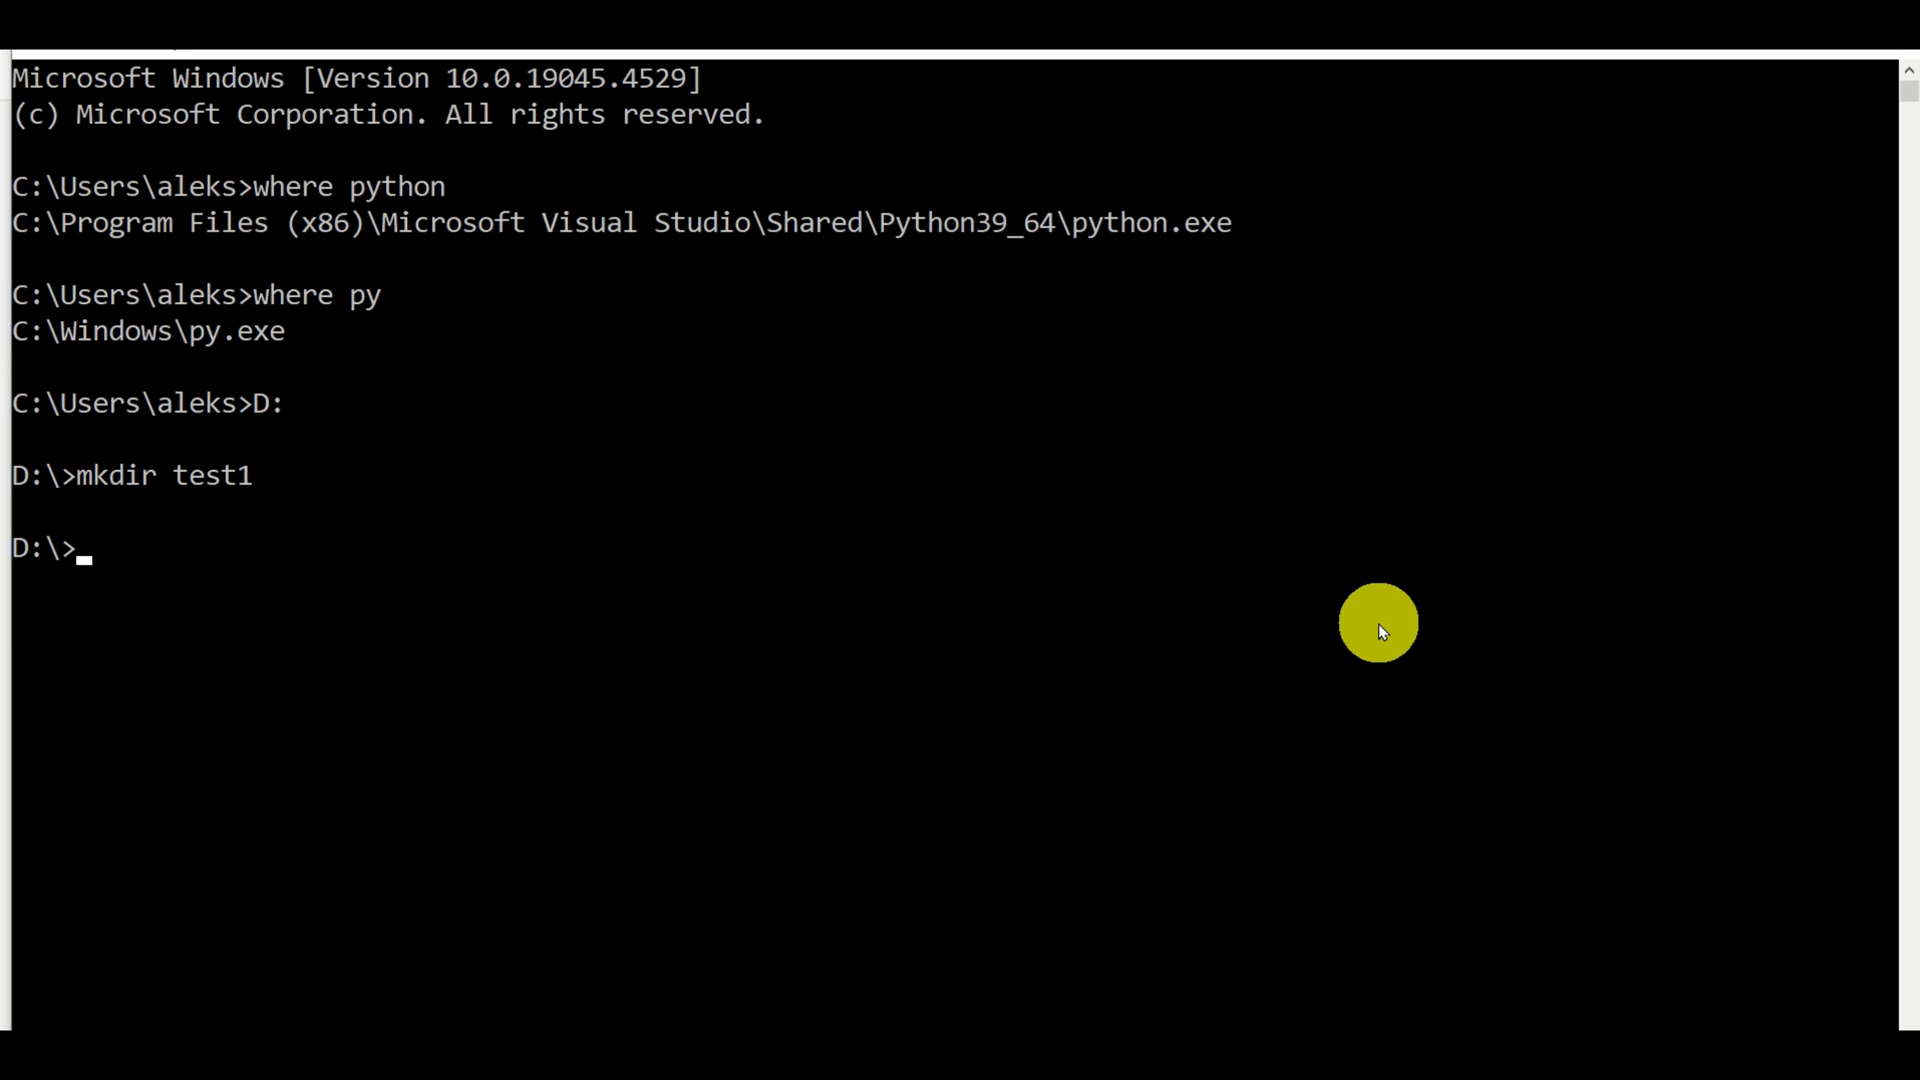 Microsoft Windows [Version 10.0.19045.4529]
(c) Microsoft Corporation. All rights reserved.
C:\Users\aleks>where python
C:\Program Files (x86)\Microsoft Visual Studio\Shared\Python39_64\python.exe
C:\Users\aleks>where py
C:\Windows\py.exe
C:\Users\aleks>D:
D:\>mkdir test1
D:\>